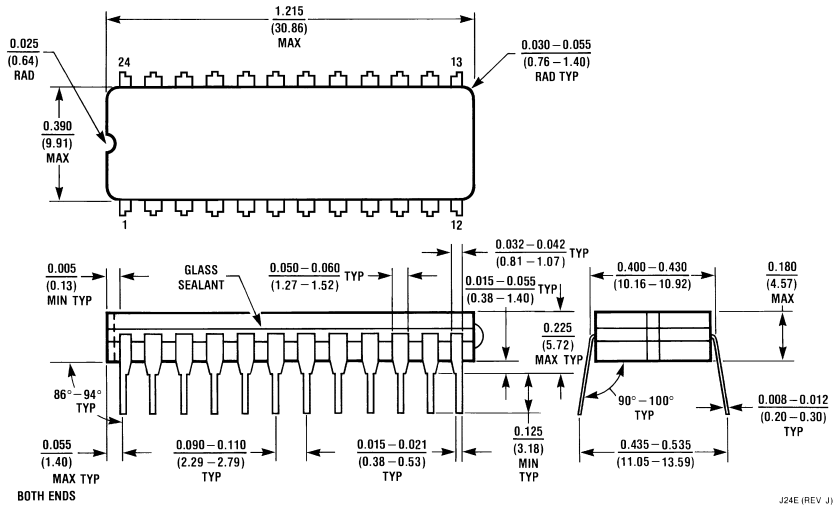 1.215
(30.86)
MAX
0.025
(0.64)
RAD
24
13
0.030–0.055
(0.76–1.40)
RAD TYP
0.390
(9.91)
MAX
1
12
0.005
(0.13)
MIN TYP
GLASS
SEALANT
0.050–0.060 TYP
(1.27–1.52)
0.032–0.042 TYP
(0.81–1.07)
0.015–0.055 TYP
(0.38–1.40)
0.400–0.430
(10.16–10.92)
0.180
(4.57)
MAX
0.225
(5.72)
MAX TYP
86°–94°
TYP
90°–100°
TYP
0.008–0.012
(0.20–0.30)
TYP
0.055
(1.40)
MAX TYP
BOTH ENDS
0.090–0.110
(2.29–2.79)
TYP
0.015–0.021
(0.38–0.53)
TYP
0.125
(3.18)
MIN
TYP
0.435–0.535
(11.05–13.59)
J24E (REV J)